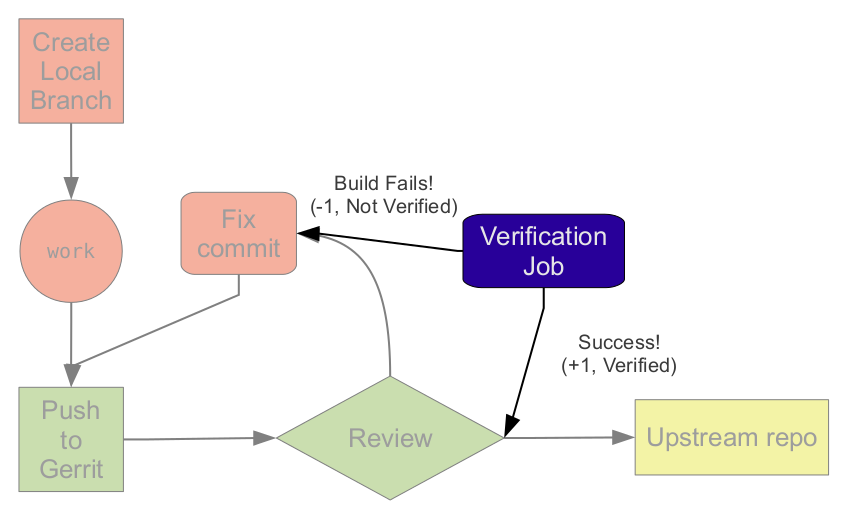 Create
Local
Branch
work
Fix
commit
Build Fails!
(-1, Not Verified)
Verification
Job
Success!
(+1, Verified)
Push
to
Gerrit
Review
Upstream repo